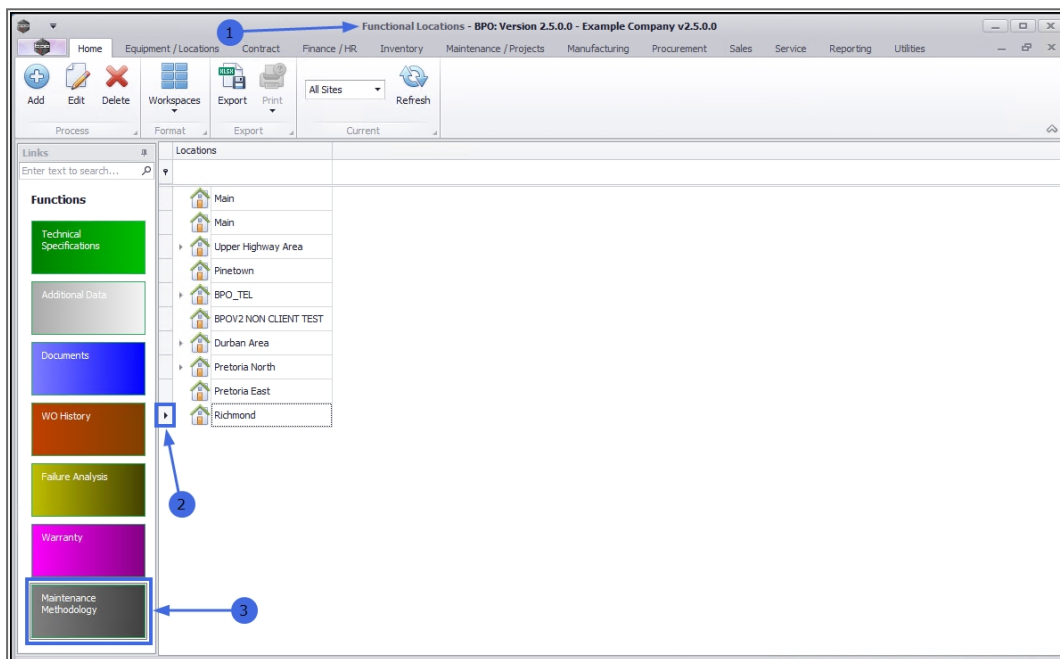 Functional Locations - BPO: Version 2.5.0.0 - Example Company v2.5.0.0
1
Home Equipment / Locations Contract Finance / HR Inventory Maintenance / Projects Manufacturing Procurement Sales Service Reporting Utilities
XLSX
All Sites
Add Edit Delete Workspaces Export Print Refresh
Process Format Export Current
Links
Locations
Enter text to search...
Functions
Main
Technical
Specifications
Main
Upper Highway Area
Pinetown
Additional Data
BPO_TEL
BPOV2 NON CLIENT TEST
Documents
Durban Area
Pretoria North
Pretoria East
WO History
Richmond
Failure Analysis
2
Warranty
Maintenance
Methodology
3